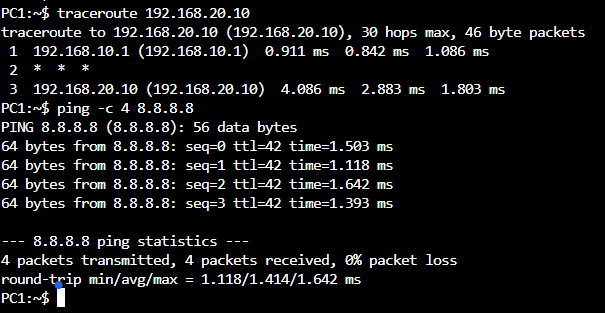 PC1:~$ traceroute 192.168.20.10
traceroute to 192.168.20.10 (192.168.20.10), 30 hops max, 46 byte packets
 1  192.168.10.1 (192.168.10.1)  0.911 ms  0.842 ms  1.086 ms
 2  *  *  *
 3  192.168.20.10 (192.168.20.10)  4.086 ms  2.883 ms  1.803 ms
PC1:~$ ping -c 4 8.8.8.8
PING 8.8.8.8 (8.8.8.8): 56 data bytes
64 bytes from 8.8.8.8: seq=0 ttl=42 time=1.503 ms
64 bytes from 8.8.8.8: seq=1 ttl=42 time=1.118 ms
64 bytes from 8.8.8.8: seq=2 ttl=42 time=1.642 ms
64 bytes from 8.8.8.8: seq=3 ttl=42 time=1.393 ms

--- 8.8.8.8 ping statistics ---
4 packets transmitted, 4 packets received, 0% packet loss
round-trip min/avg/max = 1.118/1.414/1.642 ms
PC1:~$